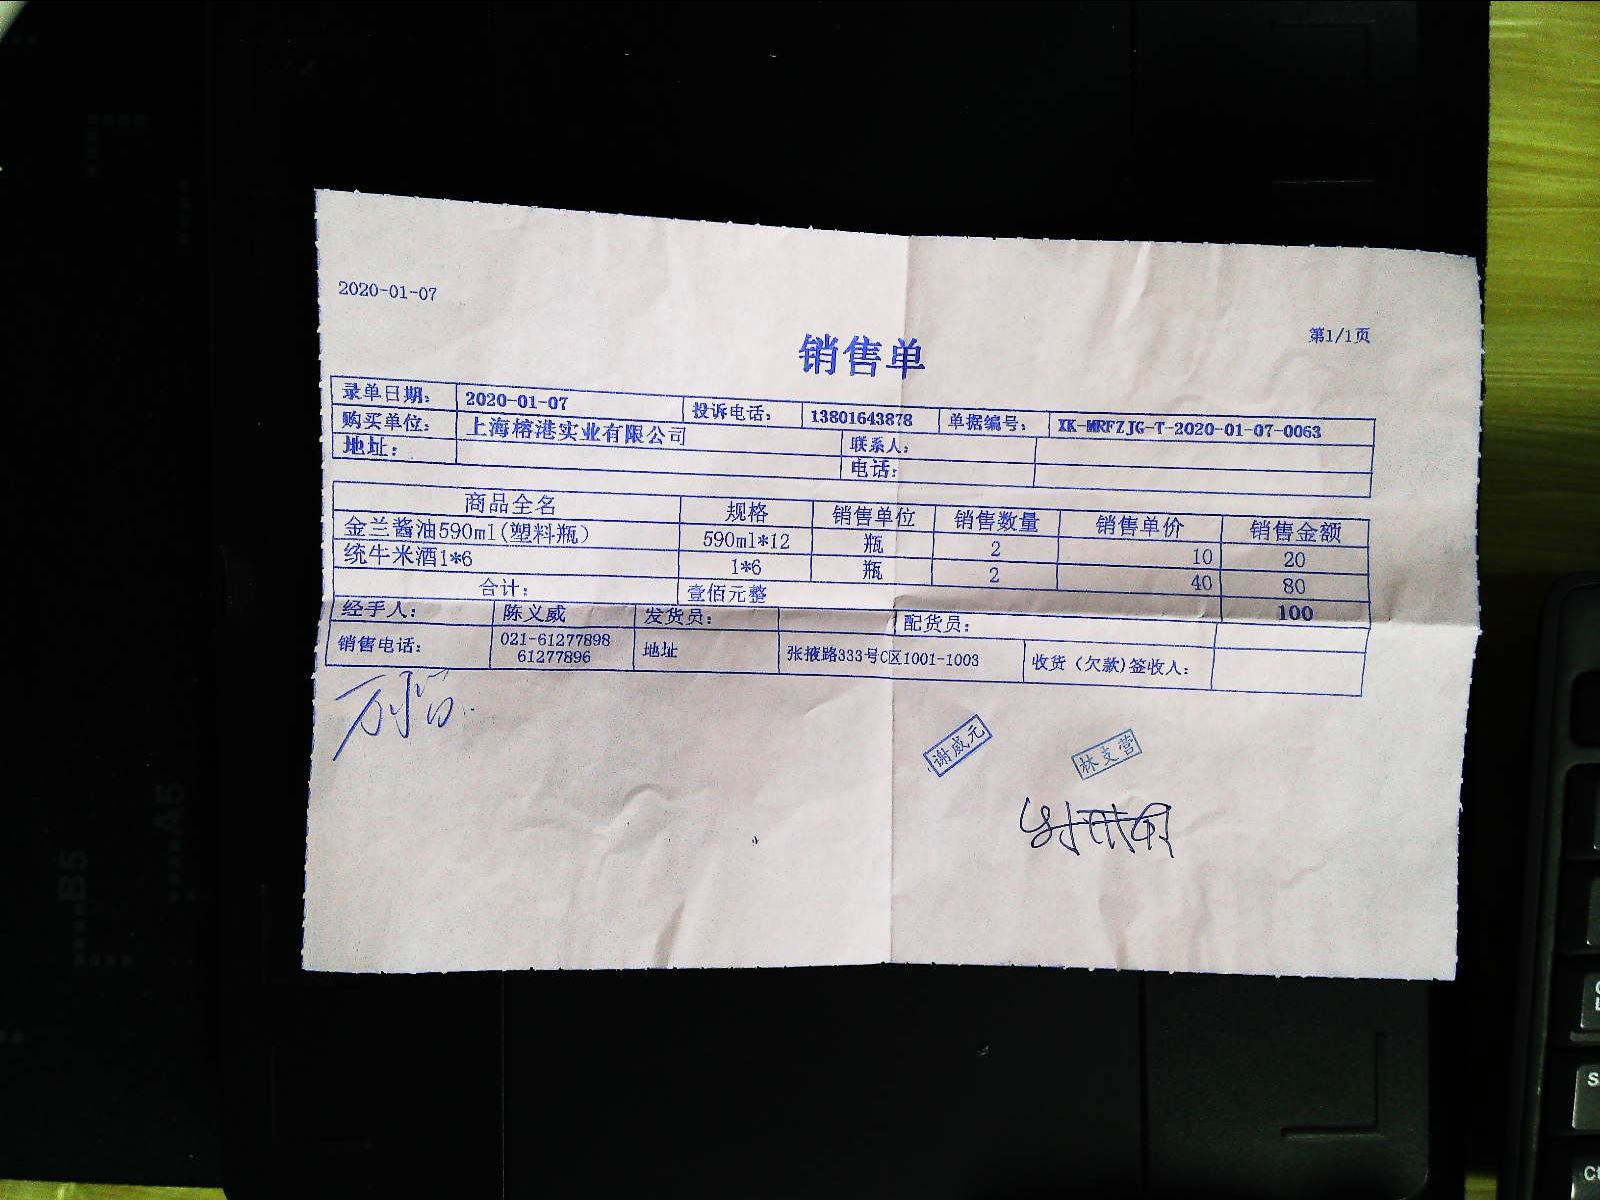 2020-01-07
第1/1页
销售单
录单日期： 2020-01-07 投诉电话： 13801643878 单据编号： XK-MRFZJG-T-2020-01-07-0063
购买单位： 上海榕港实业有限公司 联系人：
地址： 电话：
商品全名 规格 销售单位 销售数量 销售单价 销售金额
金兰酱油590ml(塑料瓶） 590ml*12 瓶 2 10 20
统牛米酒1*6 1*6 瓶 2 40 80
合计： 壹佰元整 100
经手人： 陈义威 发货员： 配货员：
销售电话： 021-61277898 61277896 地址 张掖路333号C区1001-1003 收货（欠款)签收人：
谢威元
林支营
B5
A5